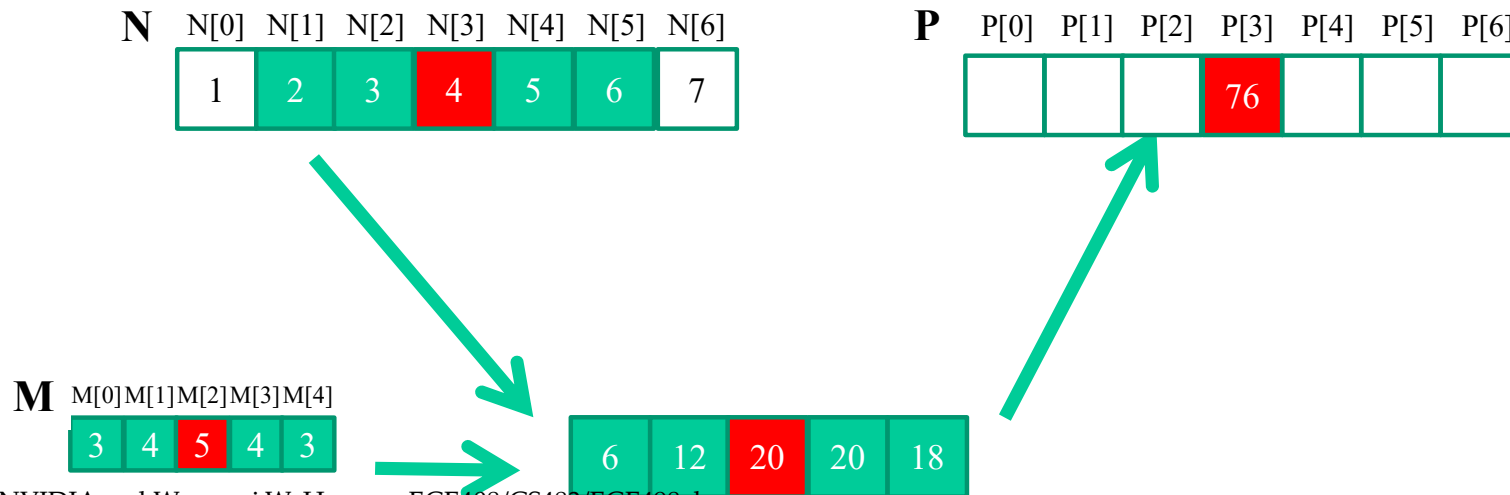 N N[0] N[1] N[2] N[3] N[4] N[5] N[6]
1 2 3 4 5 6 7
P P[0] P[1] P[2] P[3] P[4] P[5] P[6]
76
M M[0] M[1] M[2] M[3] M[4]
3 4 5 4 3
6 12 20 20 18